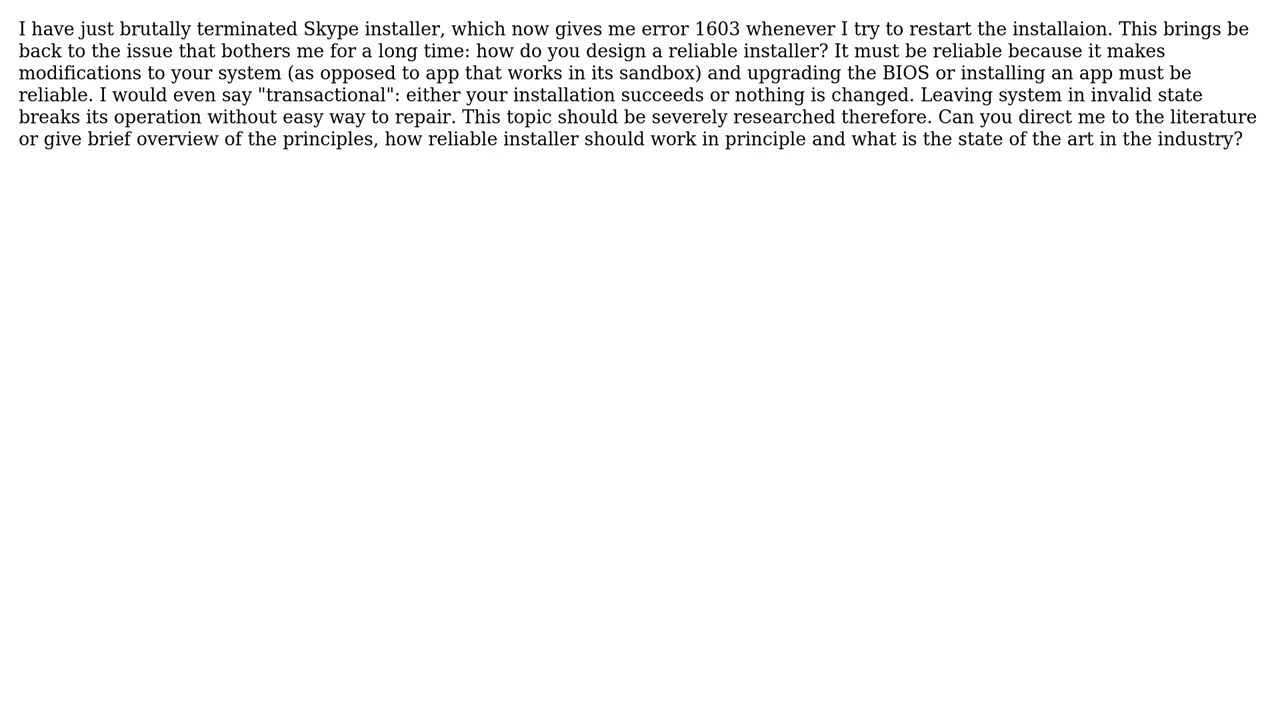 I have just brutally terminated Skype installer, which now gives me error 1603 whenever I try to restart the installaion. This brings be
back to the issue that bothers me for a long time: how do you design a reliable installer? It must be reliable because it makes
modifications to your system (as opposed to app that works in its sandbox) and upgrading the BIOS or installing an app must be
reliable. I would even say "transactional": either your installation succeeds or nothing is changed. Leaving system in invalid state
breaks its operation without easy way to repair. This topic should be severely researched therefore. Can you direct me to the literature
or give brief overview of the principles, how reliable installer should work in principle and what is the state of the art in the industry?